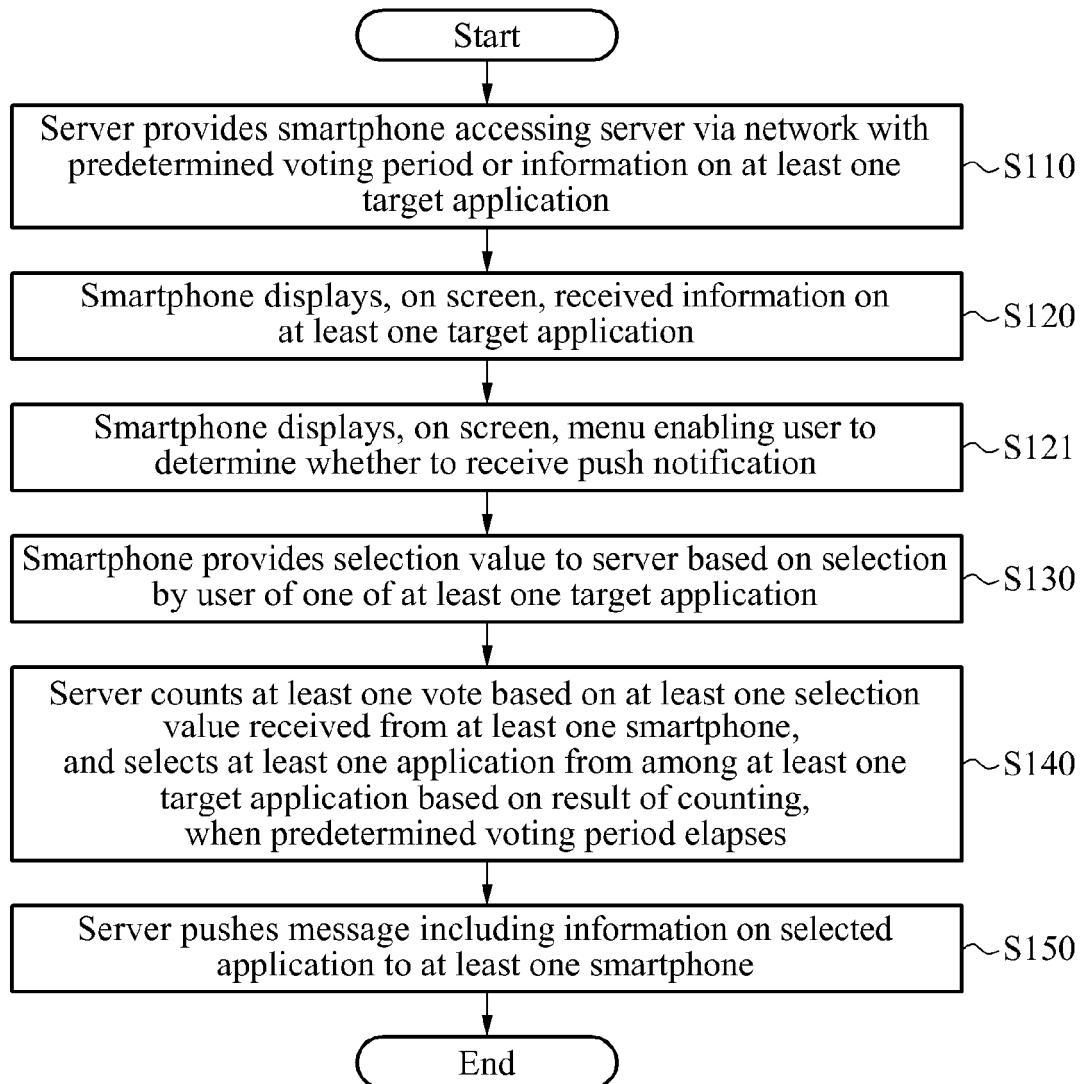 Start
Server provides smartphone accessing server via network with
predetermined voting period or information on at least one
target application
S110
Smartphone displays, on screen, received information on
at least one target application
S120
Smartphone displays, on screen, menu enabling user to
determine whether to receive push notification
S121
Smartphone provides selection value to server based on selection
by user of one of at least one target application
S130
Server counts at least one vote based on at least one selection
value received from at least one smartphone,
and selects at least one application from among at least one
target application based on result of counting,
when predetermined voting period elapses
S140
Server pushes message including information on selected
application to at least one smartphone
S150
End